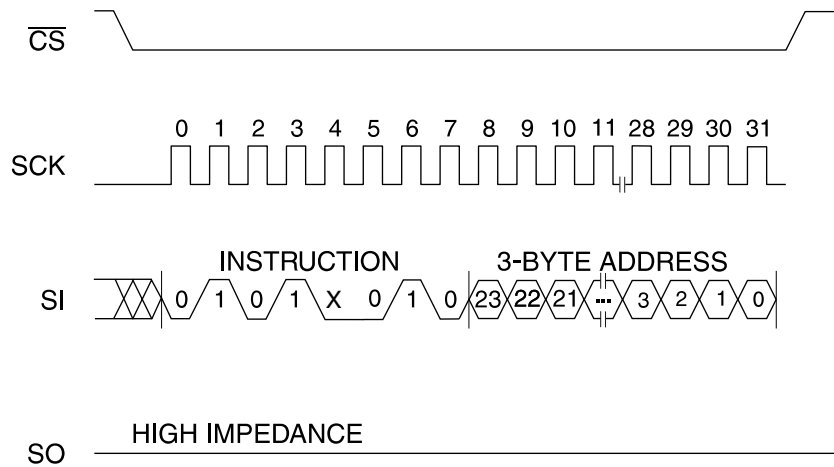 CS
0 1 2 3 4 5 6 7 8 9 10 11 28 29 30 31
SCK
INSTRUCTION 3-BYTE ADDRESS
SI 0 1 0 1 X 0 1 0 23 22 21 ... 3 2 1 0
HIGH IMPEDANCE
SO